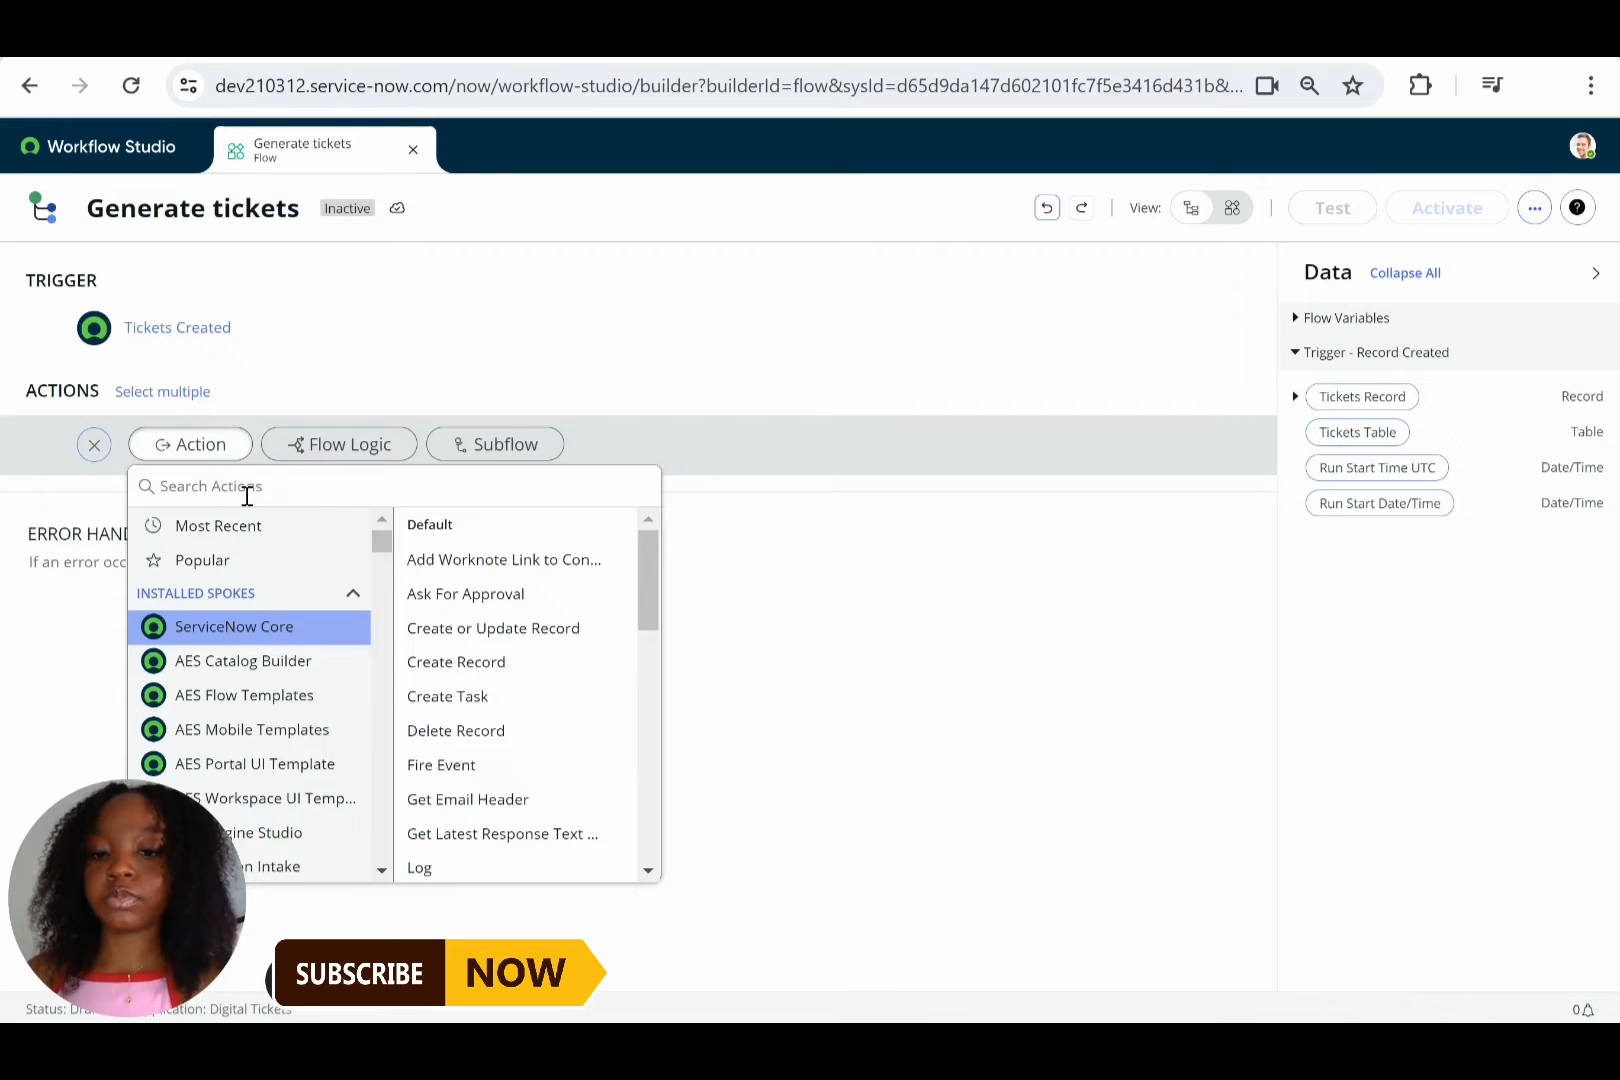 dev210312.service-now.com/now/workflow-studio/builder?builderId=flow&sysId=d65d9da147d602101fc7f5e3416d431b&...
Workflow Studio
Generate tickets
Flow
Generate tickets
Inactive
View:
Test
Activate
TRIGGER
Tickets Created
ACTIONS Select multiple
Action
Flow Logic
Subflow
Search Actions
Most Recent
Popular
INSTALLED SPOKES
ServiceNow Core
AES Catalog Builder
AES Flow Templates
AES Mobile Templates
AES Portal UI Template
Workspace UI Temp...
Studio
Intake
Default
Add Worknote Link to Con...
Ask For Approval
Create or Update Record
Create Record
Create Task
Delete Record
Fire Event
Get Email Header
Get Latest Response Text ...
Log
ERROR HAND
If an error occ
Data Collapse All
Flow Variables
Trigger - Record Created
Tickets Record Record
Tickets Table Table
Run Start Time UTC Date/Time
Run Start Date/Time Date/Time
SUBSCRIBE NOW
Status: Digital Tickets
0